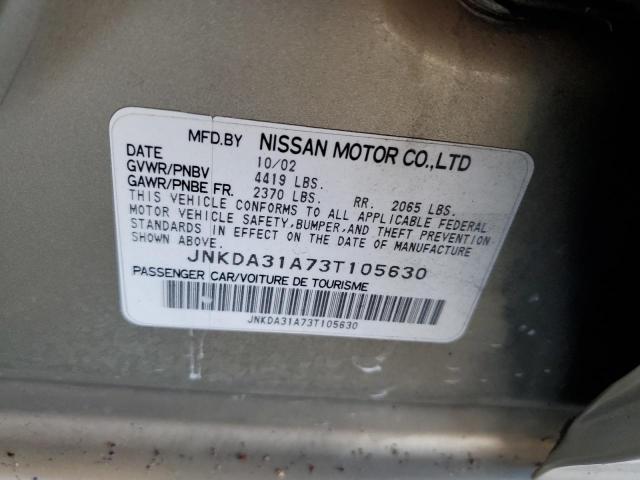 MFD.BY NISSAN MOTOR CO.,LTD
DATE 10/02
GVWR/PNBV 4419 LBS.
GAWR/PNBE FR. 2370 LBS. RR. 2065 LBS.
THIS VEHICLE CONFORMS TO ALL APPLICABLE FEDERAL
MOTOR VEHICLE SAFETY, BUMPER, AND THEFT PREVENTION
STANDARDS IN EFFECT ON THE DATE OF MANUFACTURE
SHOWN ABOVE.
JNKDA31A73T105630
PASSENGER CAR/VOITURE DE TOURISME
JNKDA31A73T105630